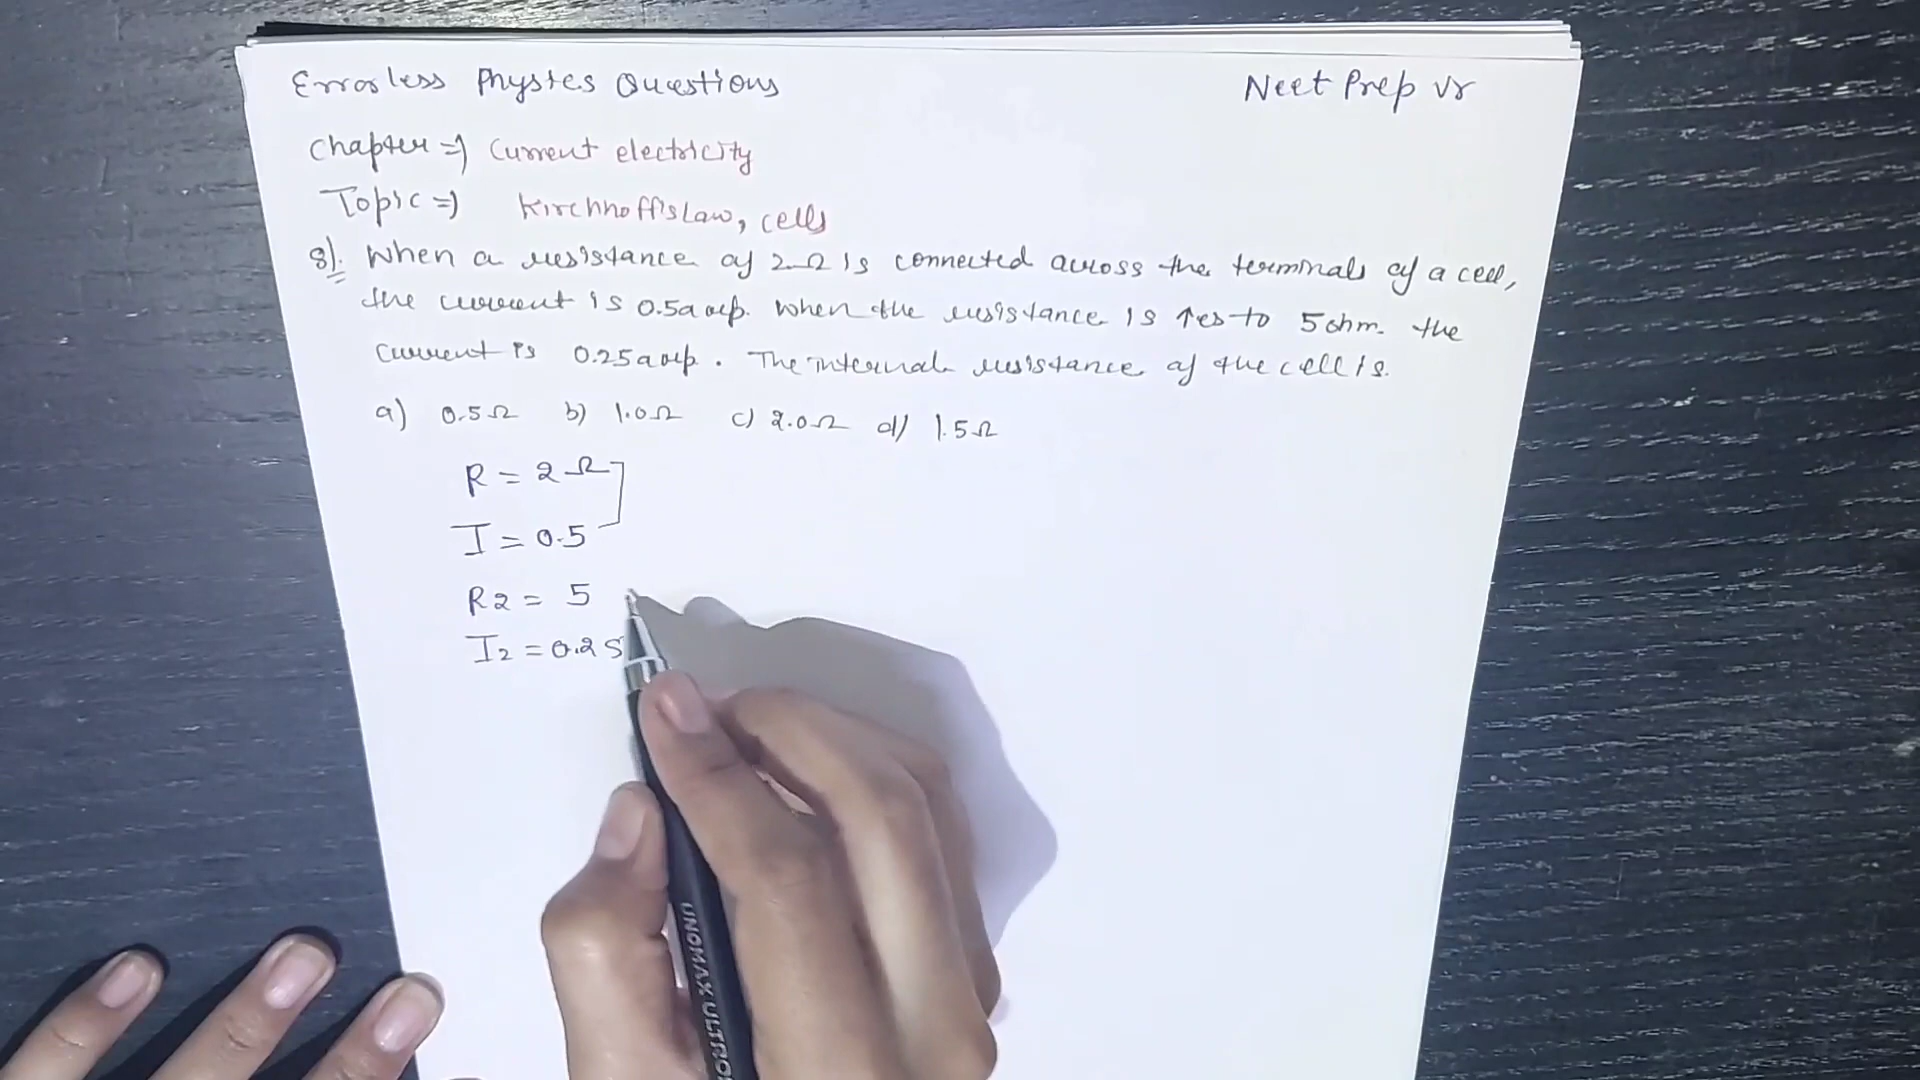 Errorless Physics Questions
Neet Prep Vr
Chapter => Current electricity
Topic => Kirchhoff's Law, cells
8). When a resistance of 2Ω is connected across the terminals of a cell,
the current is 0.5 amp. When the resistance is ↑es to 5 ohm. the
current is 0.25 amp. The internal resistance of the cell is.
a) 0.5Ω b) 1.0Ω c) 2.0Ω d) 1.5Ω
R = 2Ω
I = 0.5
R2 = 5
I2 = 0.25
UNOMAX ULTRON